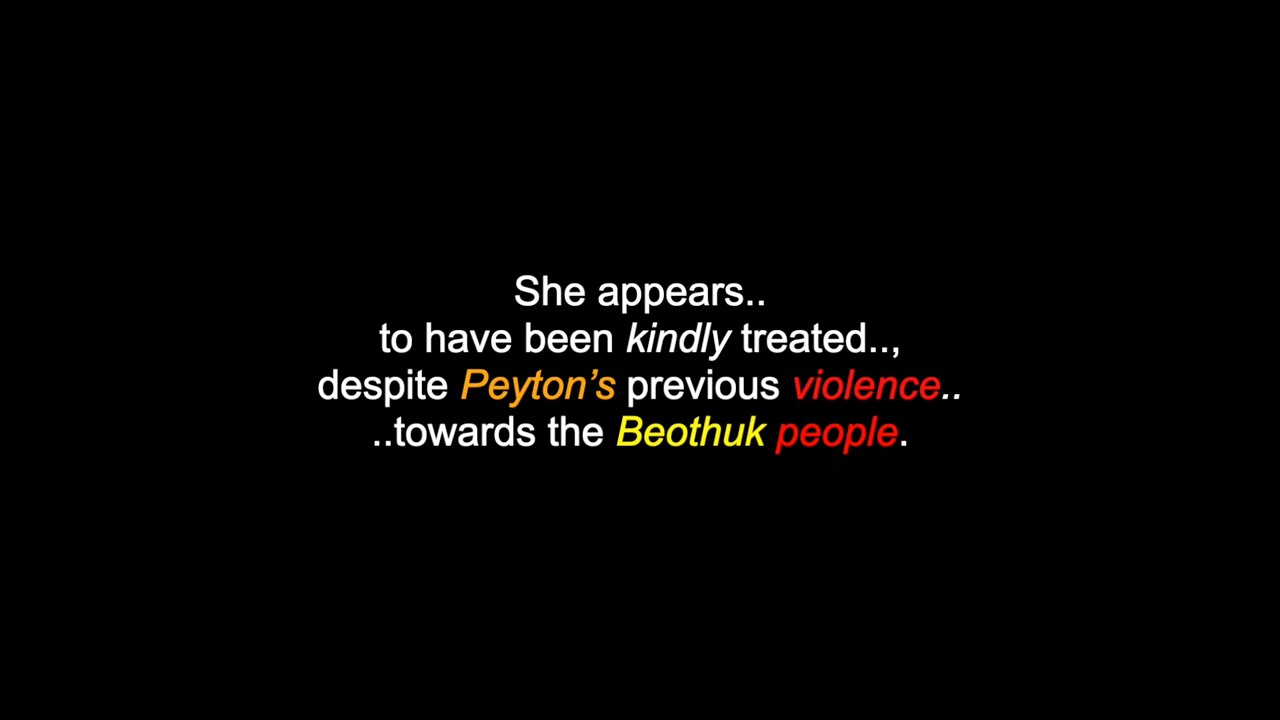 She appears..
to have been kindly treated..,
despite Peyton’s previous violence..
..towards the Beothuk people.